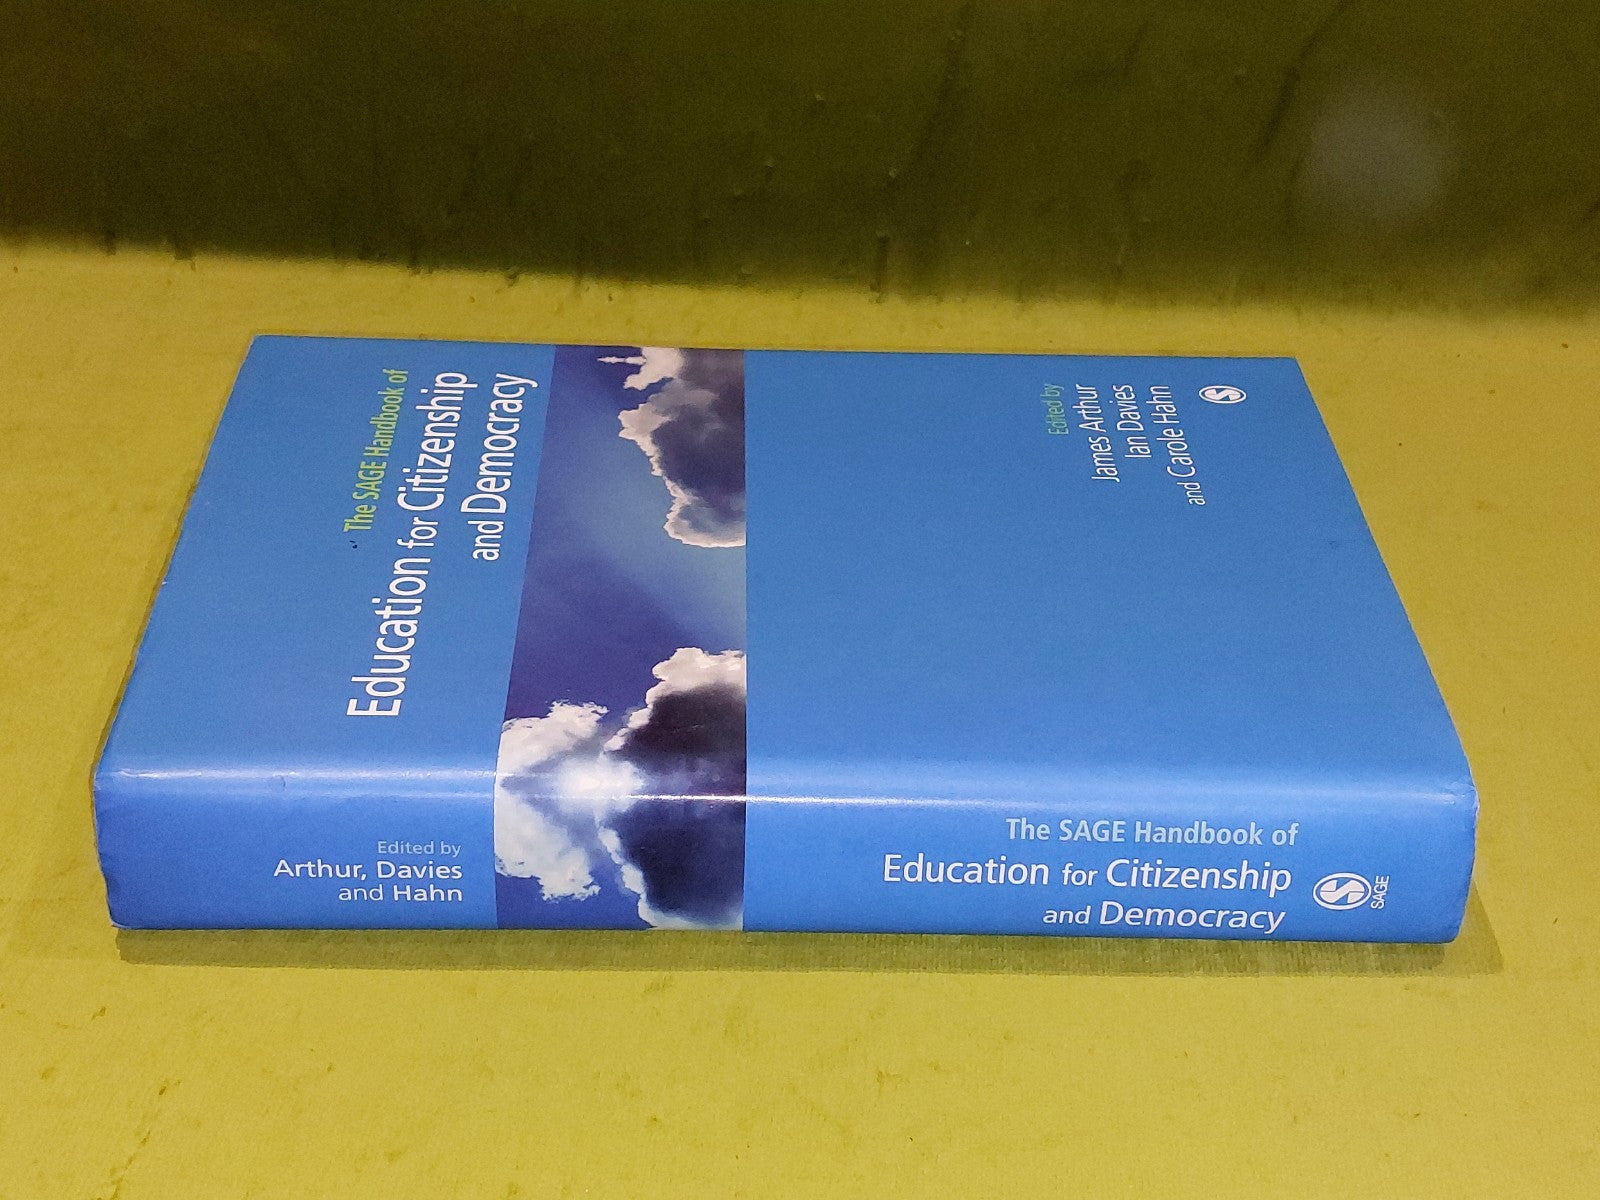 The SAGE Handbook of
Education for Citizenship
and Democracy
Edited by
James Arthur
Ian Davies
and Carole Hahn
Edited by
Arthur, Davies
and Hahn
The SAGE Handbook of
Education for Citizenship
and Democracy
SAGE